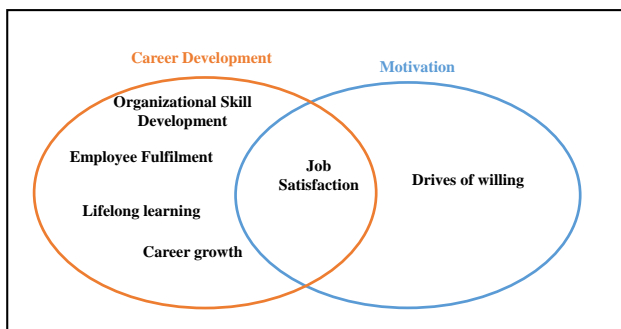 Career Development
Motivation
Organizational Skill
Development
Employee Fulfilment
Job
Satisfaction
Drives of willing
Lifelong learning
Career growth